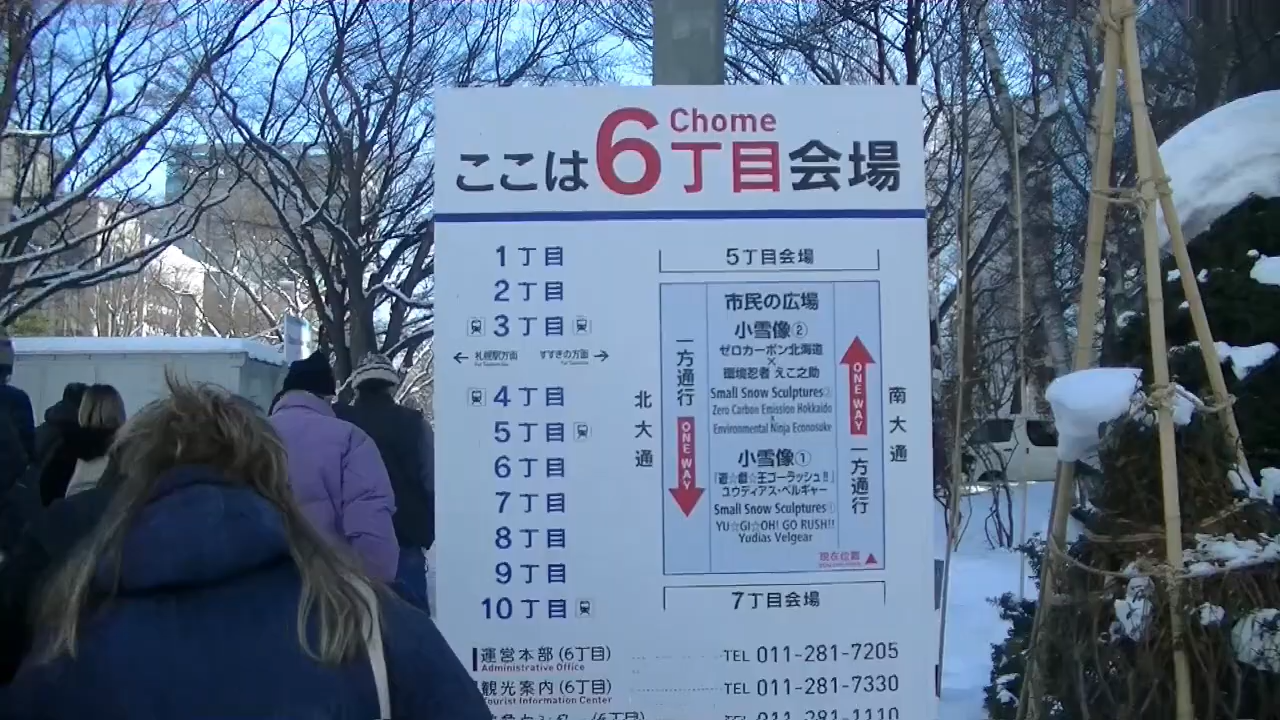 Chome
ここは6丁目会場
1丁目
2丁目
3丁目
←札幌駅方面 すすきの方面→
4丁目
5丁目
6丁目
7丁目
8丁目
9丁目
10丁目
北大通
5丁目会場
一方通行
ONE WAY
市民の広場
小雪像②
ゼロカーボン北海道
×
環境忍者 えこ之助
Small Snow Sculptures②
Zero Carbon Emission Hokkaido
Environmental Ninja Econosuke
小雪像①
「遊☆戯☆王ゴーラッシュ!!」
ユウディアス・ベルギャー
Small Snow Sculptures①
YU☆GI☆OH! GO RUSH!!
Yudias Velgear
ONE WAY
一方通行
現在位置
南大通
7丁目会場
運営本部(6丁目) TEL 011-281-7205
Administrative Office
観光案内(6丁目) TEL 011-281-7330
Tourist Information Center
(6丁目) 011-281-1110